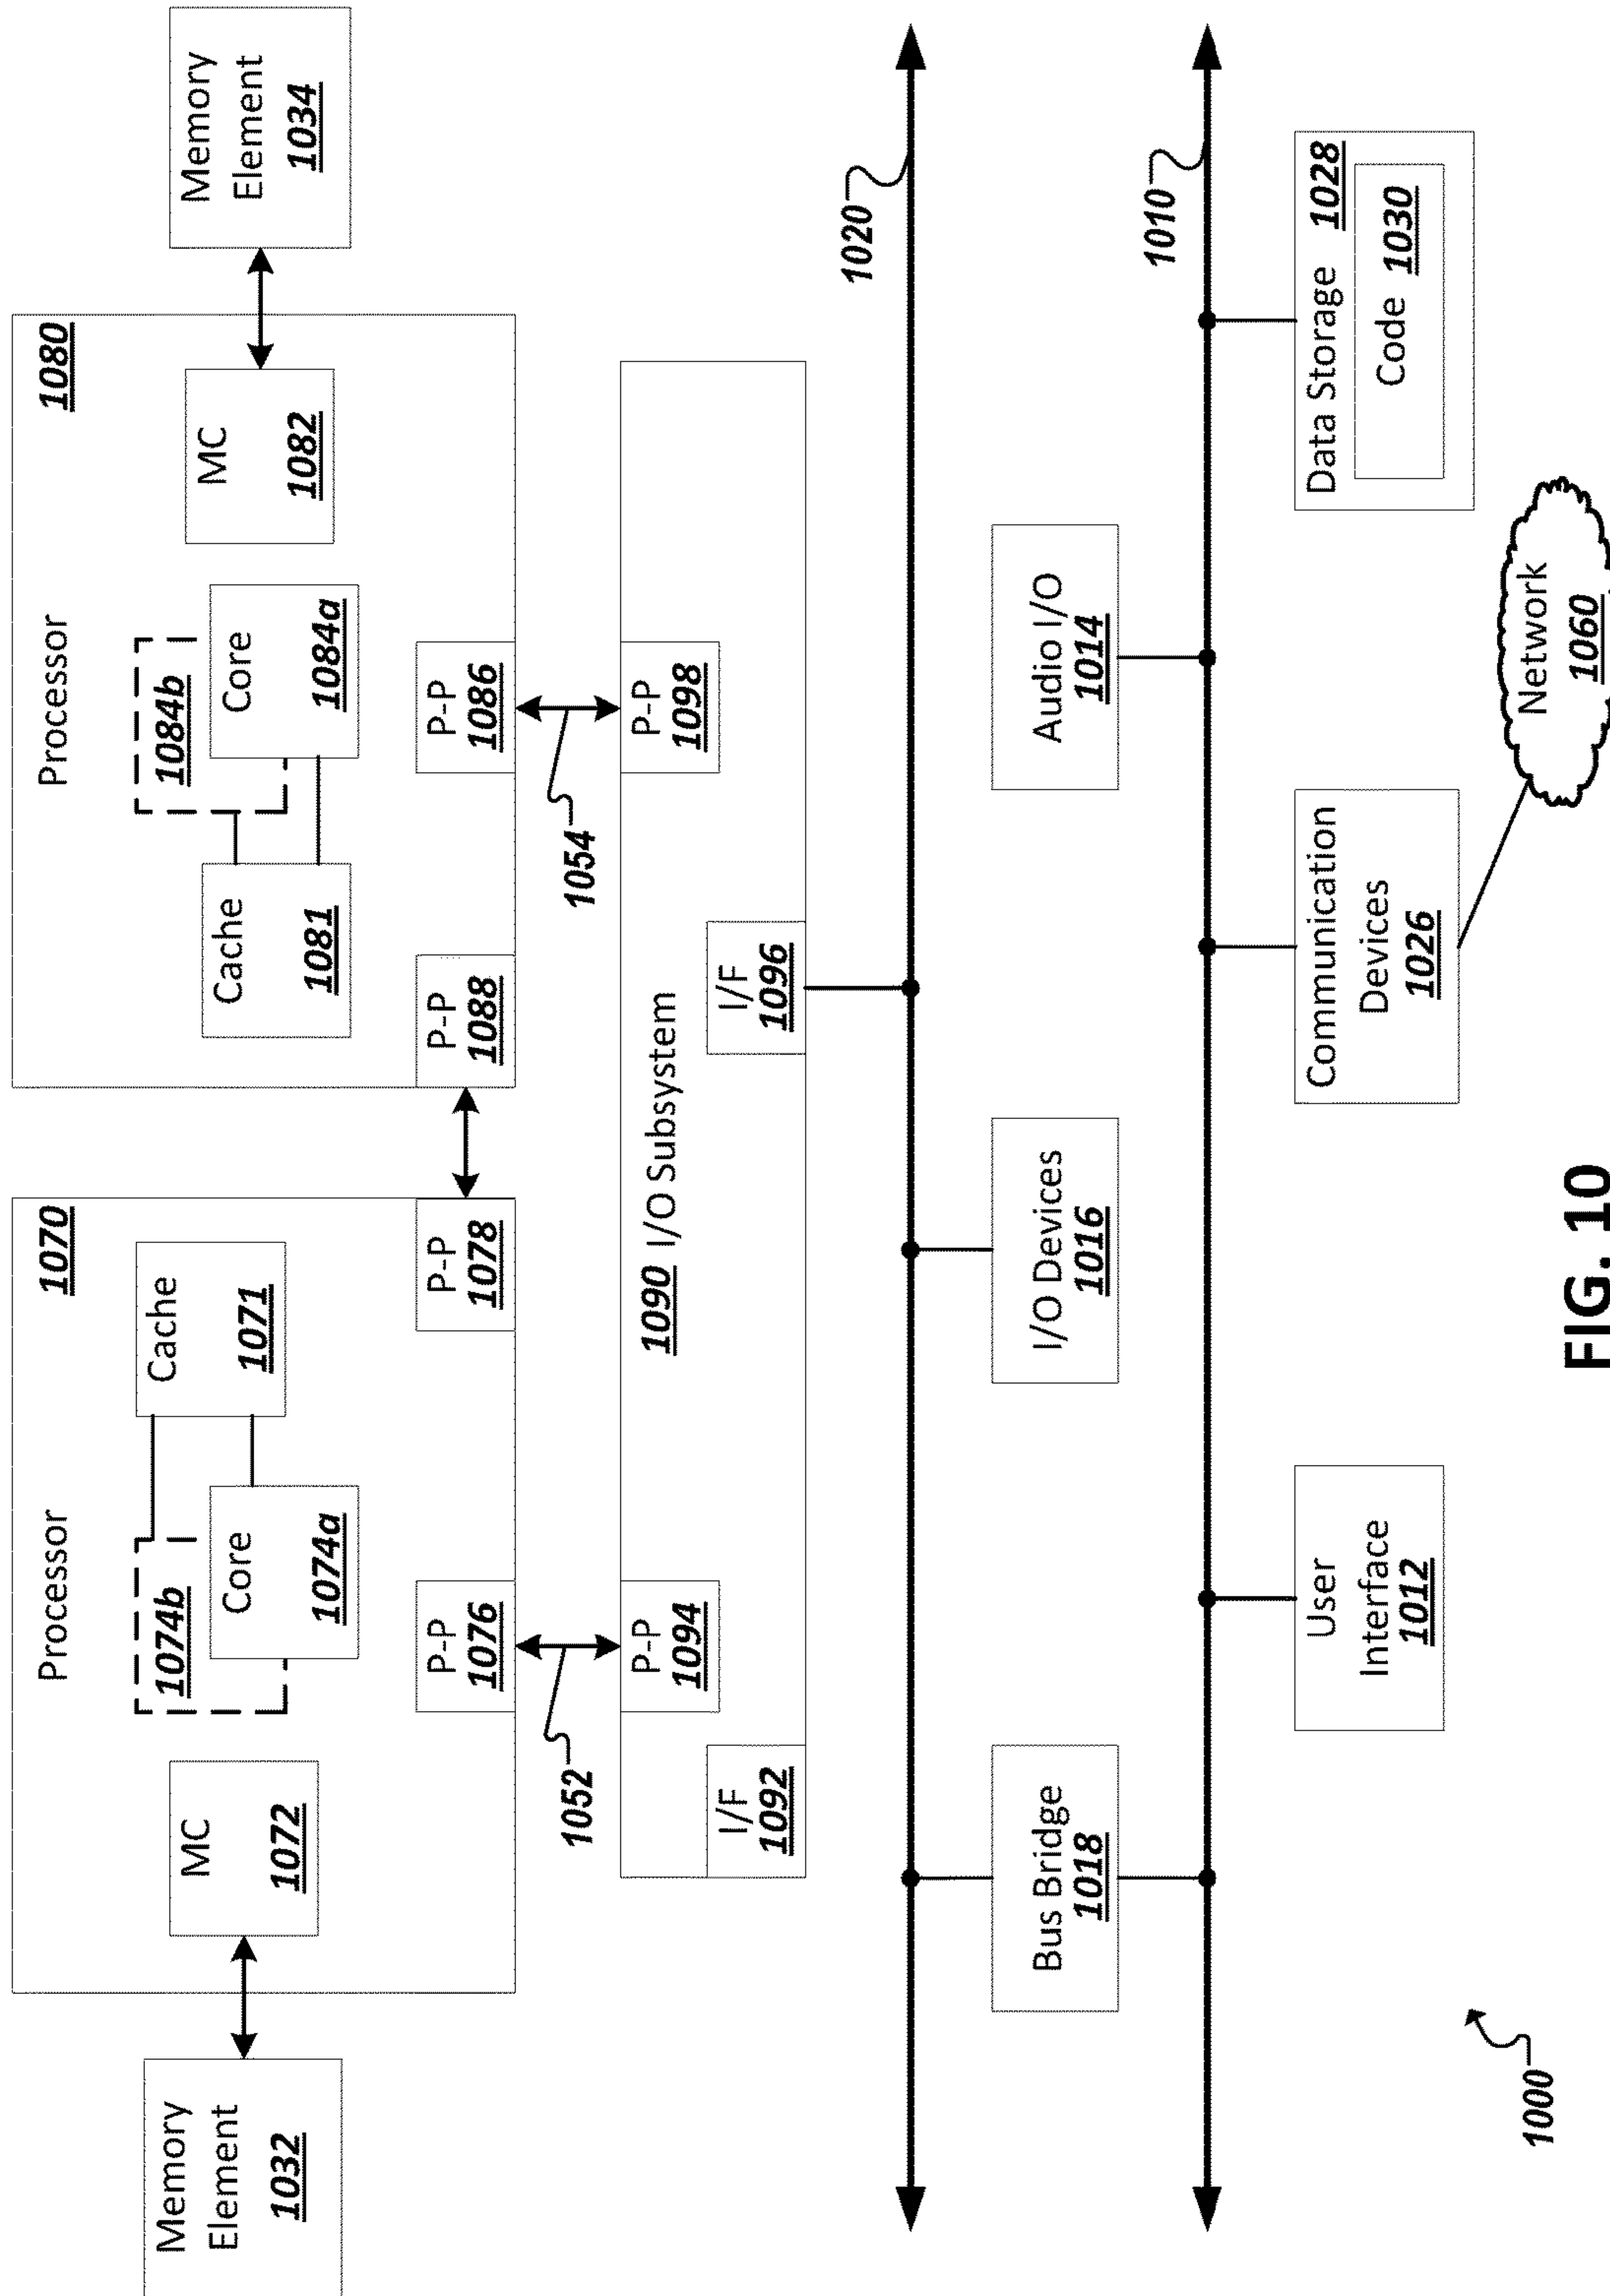 Memory
Element
1032
Processor
1070
MC
1072
1074b
Core
1074a
Cache
1071
P-P
1076
P-P
1078
Processor
1080
P-P
1088
Cache
1081
1084b
Core
1084a
MC
1082
P-P
1086
Memory
Element
1034
1052
1054
P-P
1094
1090 I/O Subsystem
P-P
1098
I/F
1092
I/F
1096
1020
Bus Bridge
1018
I/O Devices
1016
Audio I/O
1014
1010
User
Interface
1012
Communication
Devices
1026
Data Storage 1028
Code 1030
Network
1060
1000
FIG. 10